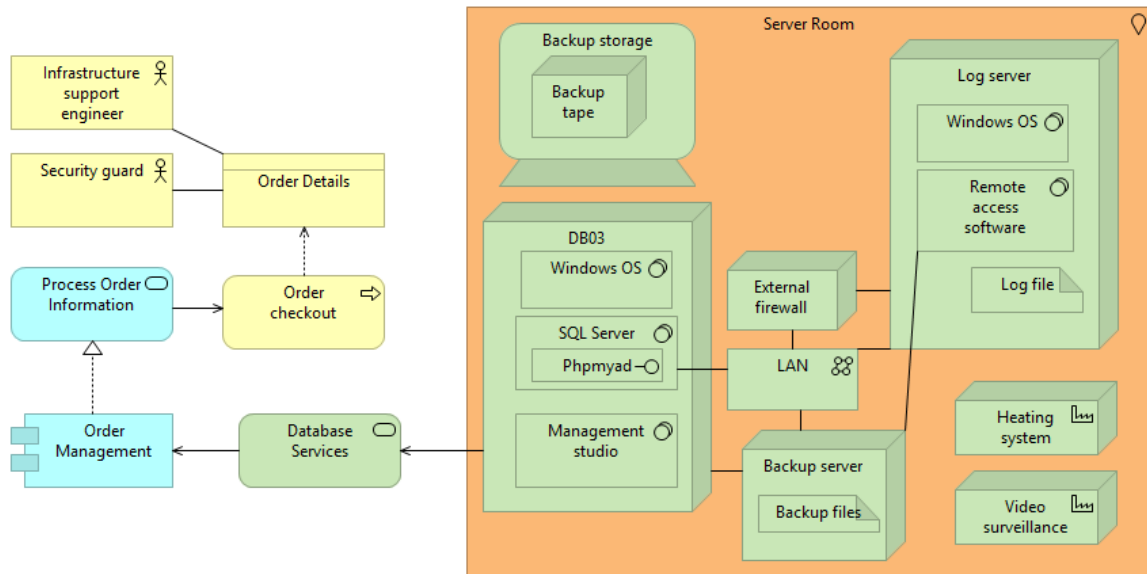 Server Room
Infrastructure
support
engineer
Security guard
Order Details
Process Order
Information
Order
checkout
Order
Management
Database
Services
Backup storage
Backup
tape
DB03
Windows OS
SQL Server
Phpmyad
Management
studio
External
firewall
LAN
Backup server
Backup files
Log server
Windows OS
Remote
access
software
Log file
Heating
system
Video
surveillance